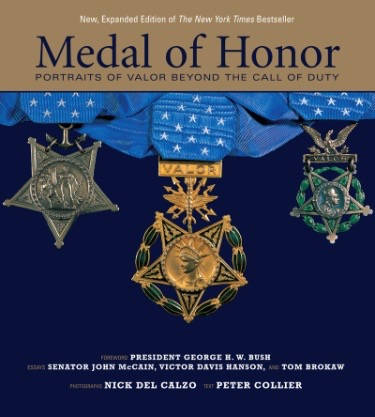 New, Expanded Edition of The New York Times Bestseller
Medal of Honor
PORTRAITS OF VALOR BEYOND THE CALL OF DUTY
VALOR
VALOR
FOREWORD PRESIDENT GEORGE H. W. BUSH
ESSAYS SENATOR JOHN McCAIN, VICTOR DAVIS HANSON, AND TOM BROKAW
PHOTOGRAPHS NICK DEL CALZO TEXT PETER COLLIER